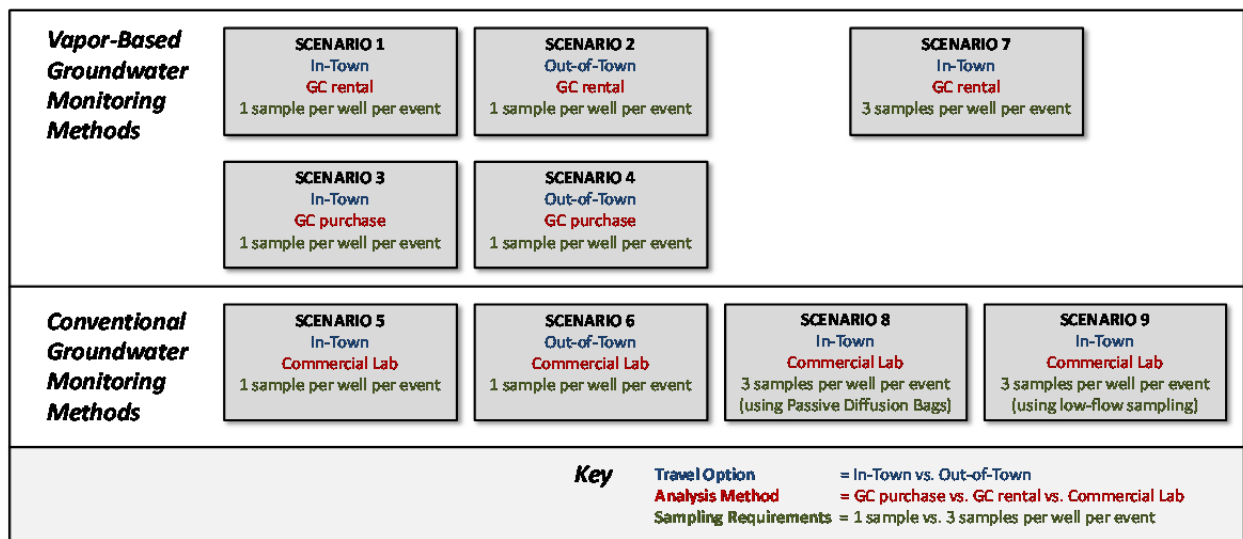 Vapor-Based
Groundwater
Monitoring
Methods
SCENARIO 1
In-Town
GC rental
1 sample per well per event
SCENARIO 2
Out-of-Town
GC rental
1 sample per well per event
SCENARIO 7
In-Town
GC rental
3 samples per well per event
SCENARIO 3
In-Town
GC purchase
1 sample per well per event
SCENARIO 4
Out-of-Town
GC purchase
1 sample per well per event
Conventional
Groundwater
Monitoring
Methods
SCENARIO 5
In-Town
Commercial Lab
1 sample per well per event
SCENARIO 6
Out-of-Town
Commercial Lab
1 sample per well per event
SCENARIO 8
In-Town
Commercial Lab
3 samples per well per event
(using Passive Diffusion Bags)
SCENARIO 9
In-Town
Commercial Lab
3 samples per well per event
(using low-flow sampling)
Key
Travel Option = In-Town vs. Out-of-Town
Analysis Method = GC purchase vs. GC rental vs. Commercial Lab
Sampling Requirements = 1 sample vs. 3 samples per well per event